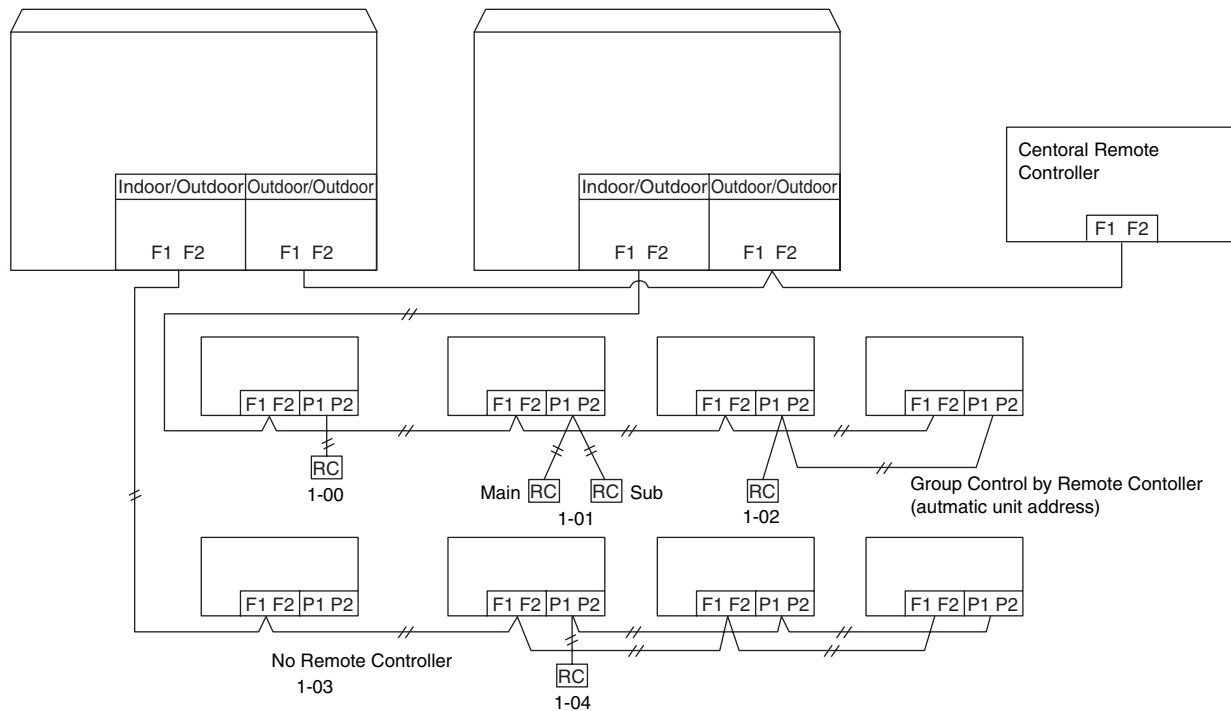 Indoor/Outdoor Outdoor/Outdoor
F1 F2 F1 F2
Indoor/Outdoor Outdoor/Outdoor
F1 F2 F1 F2
Centoral Remote
Controller
F1 F2
F1 F2 P1 P2
RC
1-00
F1 F2 P1 P2
Main RC RC Sub
1-01
F1 F2 P1 P2
RC
1-02
F1 F2 P1 P2
Group Control by Remote Contoller
(autmatic unit address)
F1 F2 P1 P2
No Remote Controller
1-03
F1 F2 P1 P2
RC
1-04
F1 F2 P1 P2
F1 F2 P1 P2